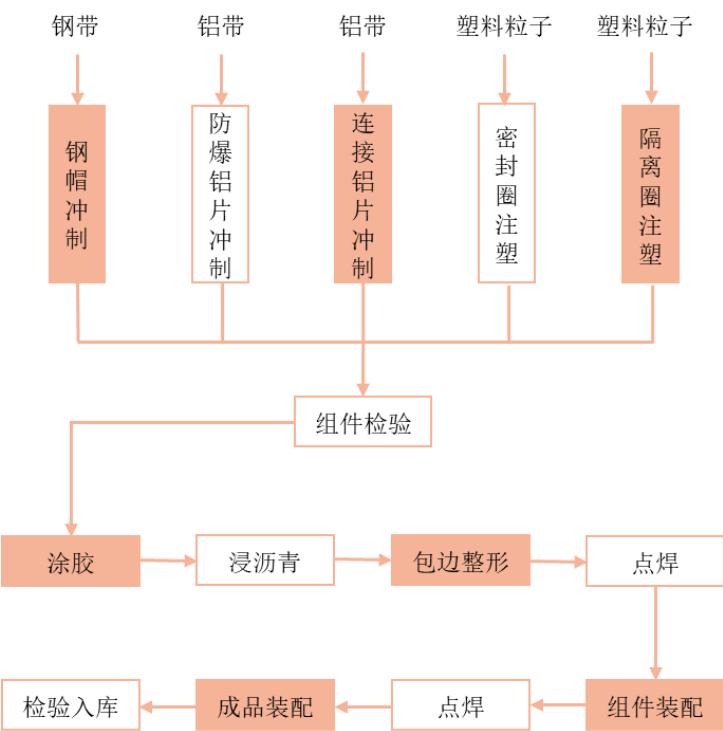 钢带
铝带
铝带
塑料粒子
塑料粒子
钢帽冲制
防爆铝片冲制
连接铝片冲制
密封圈注塑
隔离圈注塑
组件检验
涂胶
浸沥青
包边整形
点焊
检验入库
成品装配
点焊
组件装配